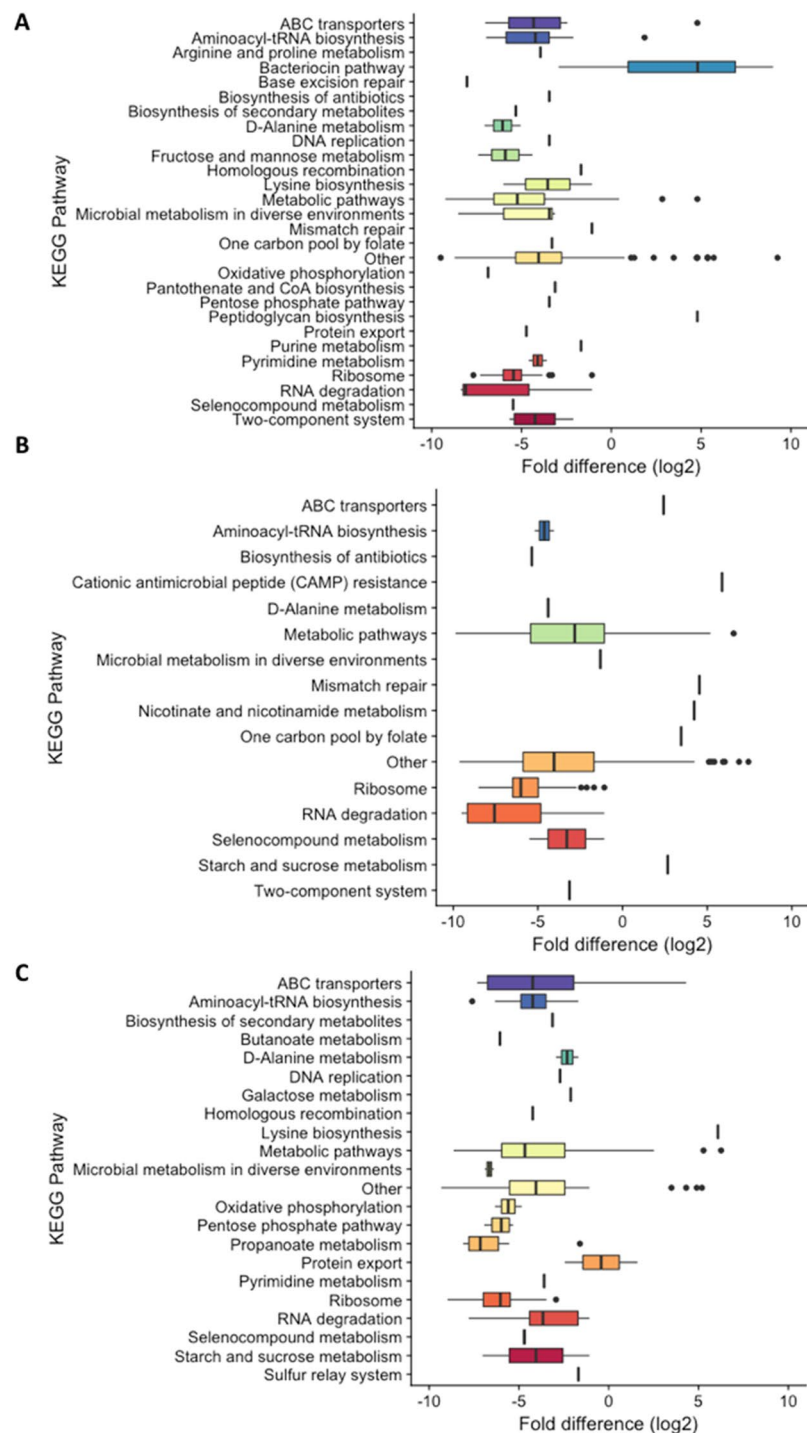 A
ABC transporters
Aminoacyl-tRNA biosynthesis
Arginine and proline metabolism
Bacteriocin pathway
Base excision repair
Biosynthesis of antibiotics
Biosynthesis of secondary metabolites
D-Alanine metabolism
DNA replication
Fructose and mannose metabolism
Homologous recombination
Lysine biosynthesis
Metabolic pathways
Microbial metabolism in diverse environments
Mismatch repair
One carbon pool by folate
Other
Oxidative phosphorylation
Pantothenate and CoA biosynthesis
Pentose phosphate pathway
Peptidoglycan biosynthesis
Protein export
Purine metabolism
Pyrimidine metabolism
Ribosome
RNA degradation
Selenocompound metabolism
Two-component system
KEGG Pathway
-10 -5 0 5 10
Fold difference (log2)
B
ABC transporters
Aminoacyl-tRNA biosynthesis
Biosynthesis of antibiotics
Cationic antimicrobial peptide (CAMP) resistance
D-Alanine metabolism
Metabolic pathways
Microbial metabolism in diverse environments
Mismatch repair
Nicotinate and nicotinamide metabolism
One carbon pool by folate
Other
Ribosome
RNA degradation
Selenocompound metabolism
Starch and sucrose metabolism
Two-component system
KEGG Pathway
-10 -5 0 5 10
Fold difference (log2)
C
ABC transporters
Aminoacyl-tRNA biosynthesis
Biosynthesis of secondary metabolites
Butanoate metabolism
D-Alanine metabolism
DNA replication
Galactose metabolism
Homologous recombination
Lysine biosynthesis
Metabolic pathways
Microbial metabolism in diverse environments
Other
Oxidative phosphorylation
Pentose phosphate pathway
Propanoate metabolism
Protein export
Pyrimidine metabolism
Ribosome
RNA degradation
Selenocompound metabolism
Starch and sucrose metabolism
Sulfur relay system
KEGG Pathway
-10 -5 0 5 10
Fold difference (log2)